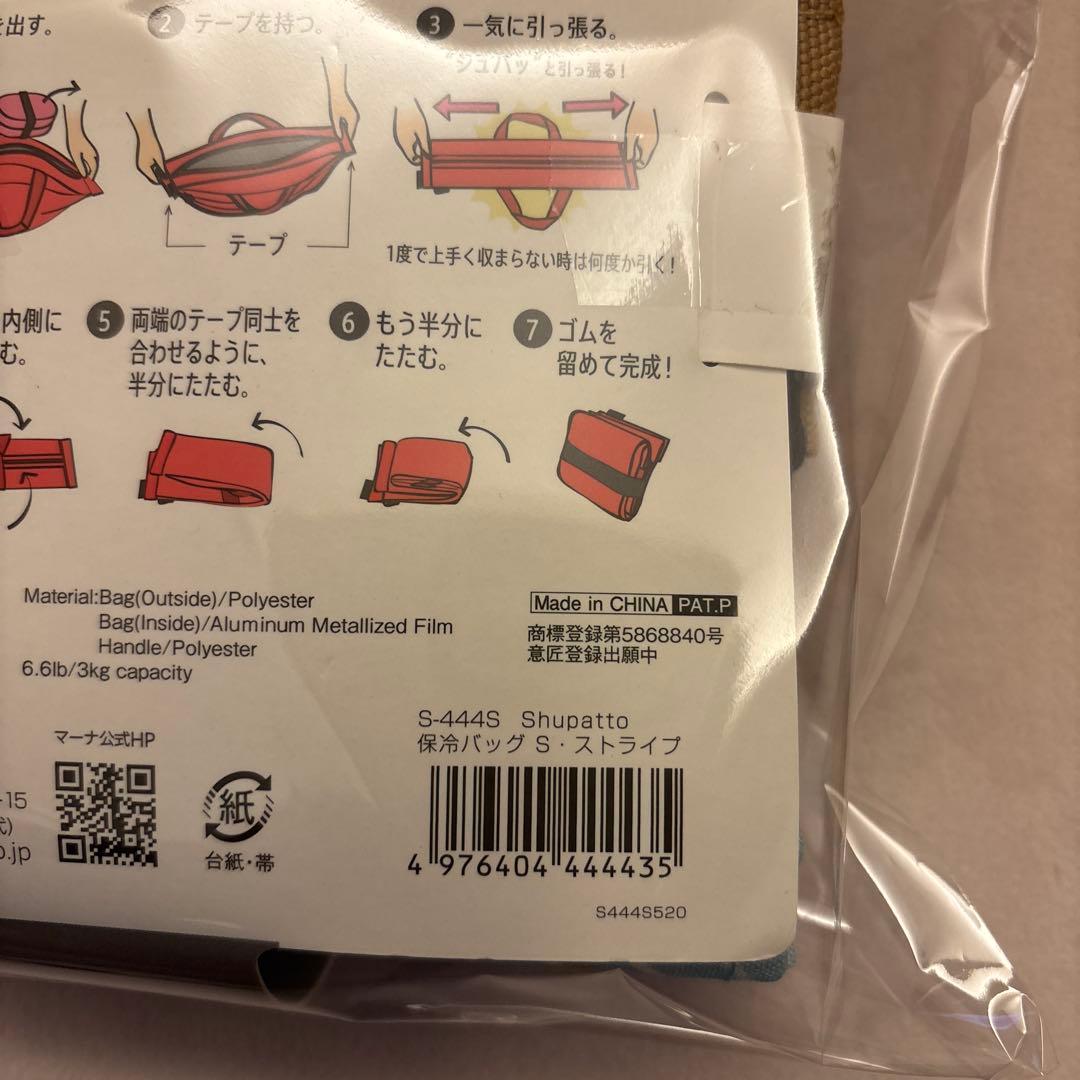 を出す。
2 テープを持つ。
3 一気に引っ張る。
"シュパッ"と引っ張る!
テープ
1度で上手く収まらない時は何度か引く!
内側に
む。
5 両端のテープ同士を
合わせるように、
半分にたたむ。
6 もう半分に
たたむ。
7 ゴムを
留めて完成!
Material:Bag(Outside)/Polyester
Bag(Inside)/Aluminum Metallized Film
Handle/Polyester
6.6lb/3kg capacity
Made in CHINA PAT.P
商標登録第5868840号
意匠登録出願中
S-444S Shupatto
保冷バッグ S・ストライプ
マーナ公式HP
紙
台紙・帯
-15
式)
o.jp
4 976404 444435
S444S520